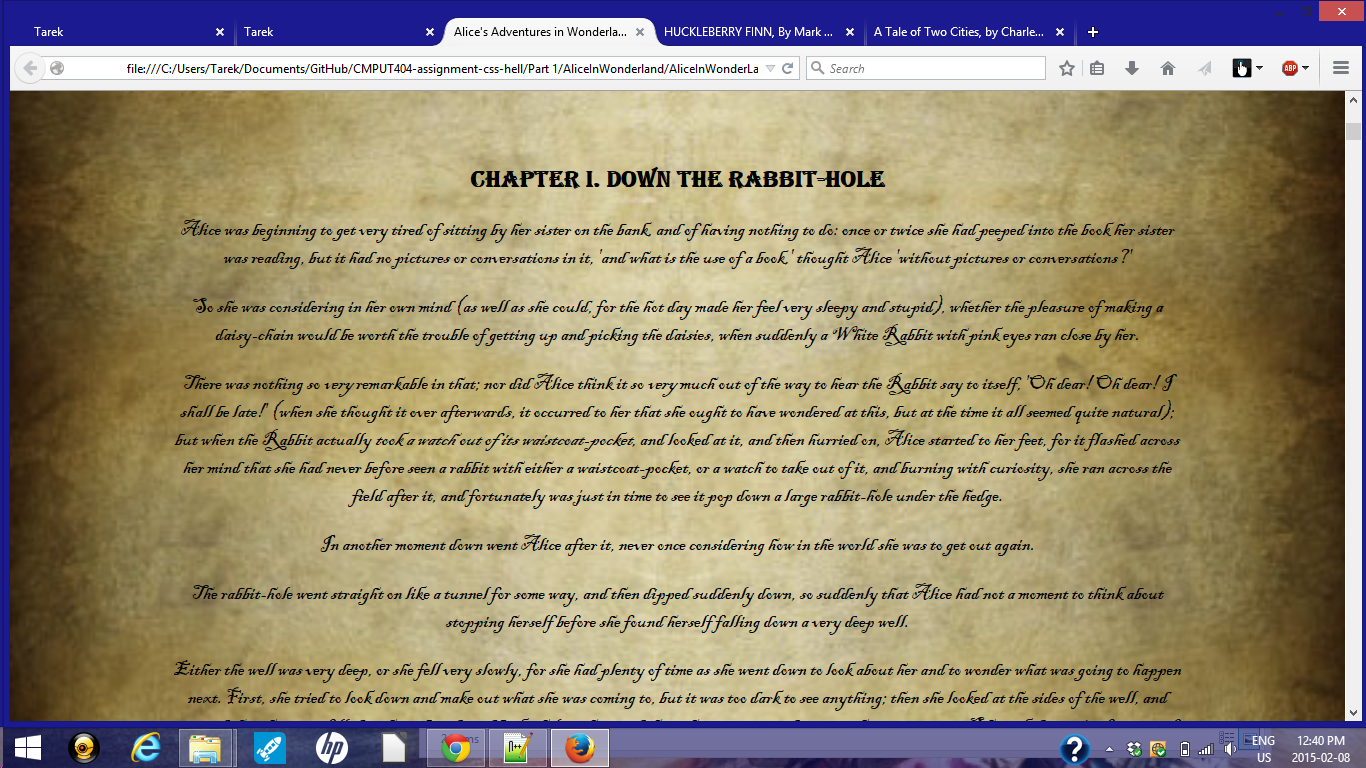 Tarek
Tarek
Alice's Adventures in Wonderla...
HUCKLEBERRY FINN, By Mark ...
A Tale of Two Cities, by Charle...
file:///C:/Users/Tarek/Documents/GitHub/CMPUT404-assignment-css-hell/Part 1/AliceInWonderland/AliceInWonderLa
Search
ABP
CHAPTER I. DOWN THE RABBIT-HOLE
Alice was beginning to get very tired of sitting by her sister on the bank, and of having nothing to do: once or twice she had peeped into the book her sister
was reading, but it had no pictures or conversations in it, 'and what is the use of a book,' thought Alice 'without pictures or conversations?'
So she was considering in her own mind (as well as she could, for the hot day made her feel very sleepy and stupid), whether the pleasure of making a
daisy-chain would be worth the trouble of getting up and picking the daisies, when suddenly a White Rabbit with pink eyes ran close by her.
There was nothing so very remarkable in that; nor did Alice think it so very much out of the way to hear the Rabbit say to itself, 'Oh dear! Oh dear! I
shall be late!' (when she thought it over afterwards, it occurred to her that she ought to have wondered at this, but at the time it all seemed quite natural);
but when the Rabbit actually took a watch out of its waistcoat-pocket, and looked at it, and then hurried on, Alice started to her feet, for it flashed across
her mind that she had never before seen a rabbit with either a waistcoat-pocket, or a watch to take out of it, and burning with curiosity, she ran across the
field after it, and fortunately was just in time to see it pop down a large rabbit-hole under the hedge.
In another moment down went Alice after it, never once considering how in the world she was to get out again.
The rabbit-hole went straight on like a tunnel for some way, and then dipped suddenly down, so suddenly that Alice had not a moment to think about
stopping herself before she found herself falling down a very deep well.
Either the well was very deep, or she fell very slowly, for she had plenty of time as she went down to look about her and to wonder what was going to happen
next. First, she tried to look down and make out what she was coming to, but it was too dark to see anything; then she looked at the sides of the well, and
hp
N++
ENG
US
12:40 PM
2015-02-08